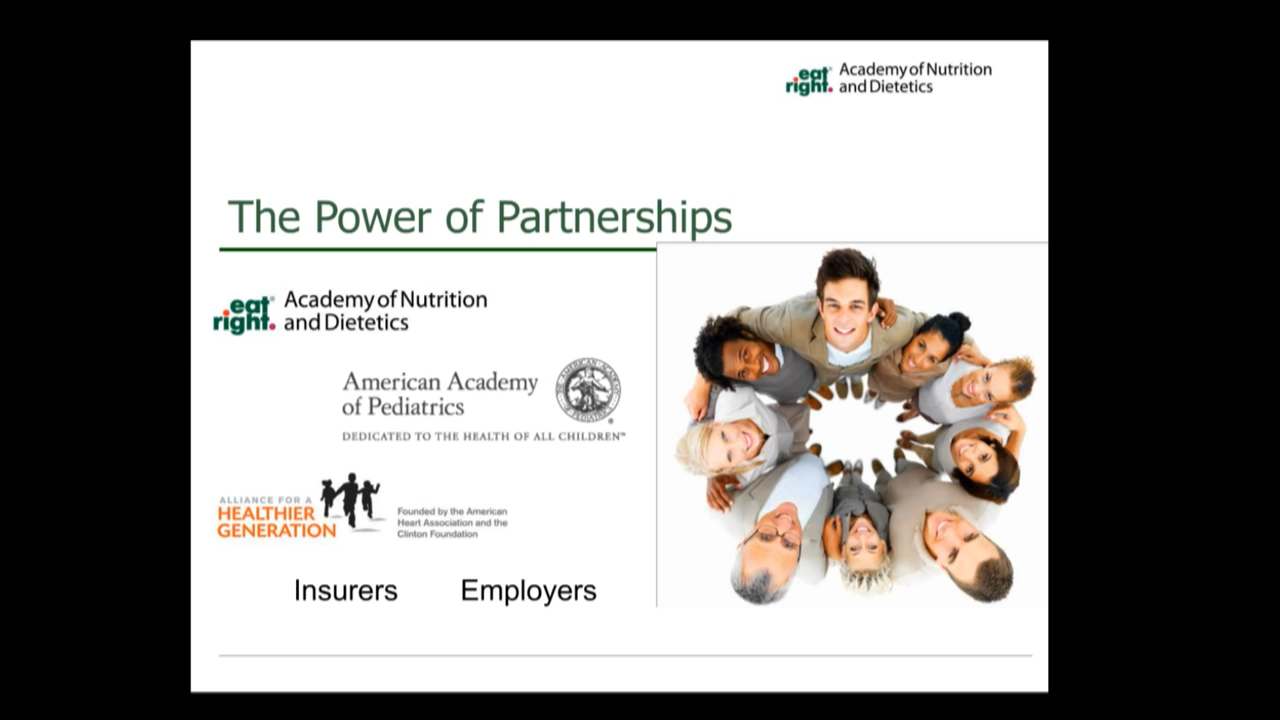 eat right. Academy of Nutrition
and Dietetics
The Power of Partnerships
eat right. Academy of Nutrition
and Dietetics
American Academy
of Pediatrics
DEDICATED TO THE HEALTH OF ALL CHILDREN™
ALLIANCE FOR A
HEALTHIER
GENERATION
Founded by the American
Heart Association and the
Clinton Foundation
Insurers Employers